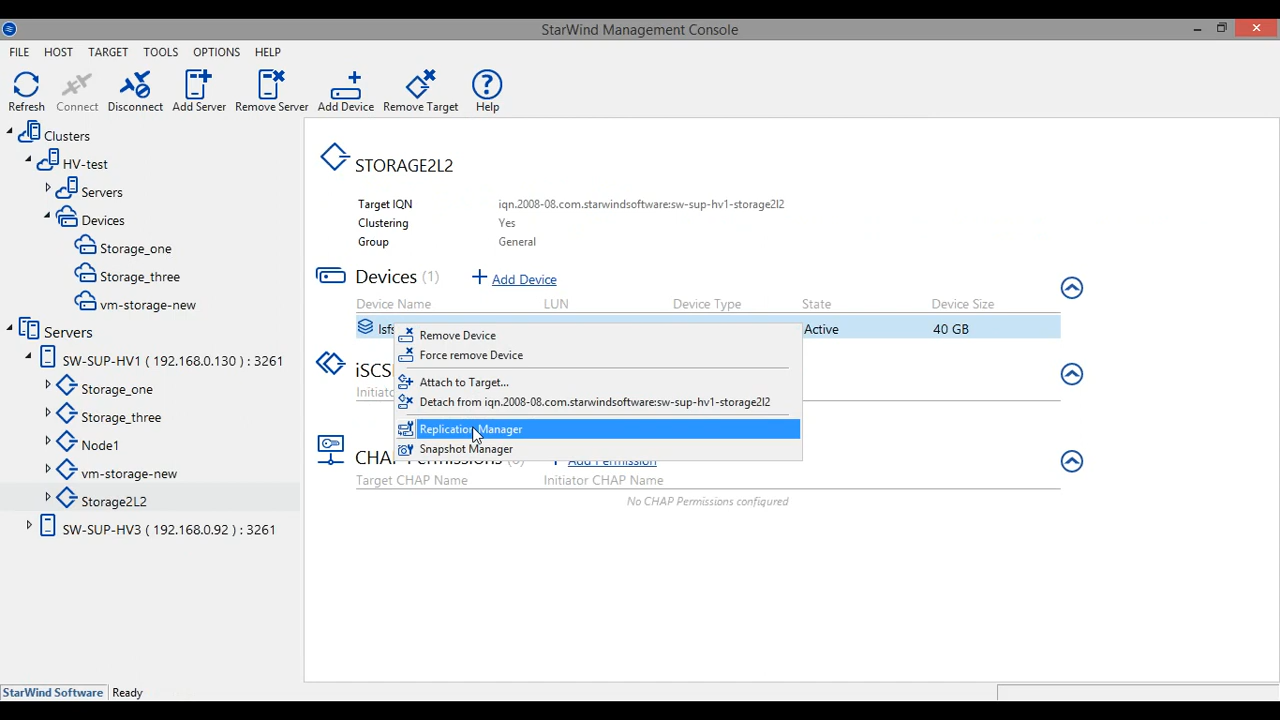 StarWind Management Console
FILE HOST TARGET TOOLS OPTIONS HELP
Refresh Connect Disconnect Add Server Remove Server Add Device Remove Target Help
Clusters
HV-test
Servers
Devices
Storage_one
Storage_three
vm-storage-new
Servers
SW-SUP-HV1 ( 192.168.0.130 ) : 3261
Storage_one
Storage_three
Node1
vm-storage-new
Storage2L2
SW-SUP-HV3 ( 192.168.0.92 ) : 3261
STORAGE2L2
Target IQN iqn.2008-08.com.starwindsoftware:sw-sup-hv1-storage2l2
Clustering Yes
Group General
Devices (1) Add Device
Device Name LUN Device Type State Device Size
lsfs Active 40 GB
Remove Device
Force remove Device
Attach to Target...
Detach from iqn.2008-08.com.starwindsoftware:sw-sup-hv1-storage2l2
Replication Manager
Snapshot Manager
iSCS
Initiato
CHAP Permissions Add Permission
Target CHAP Name Initiator CHAP Name
No CHAP Permissions configured
StarWind Software Ready